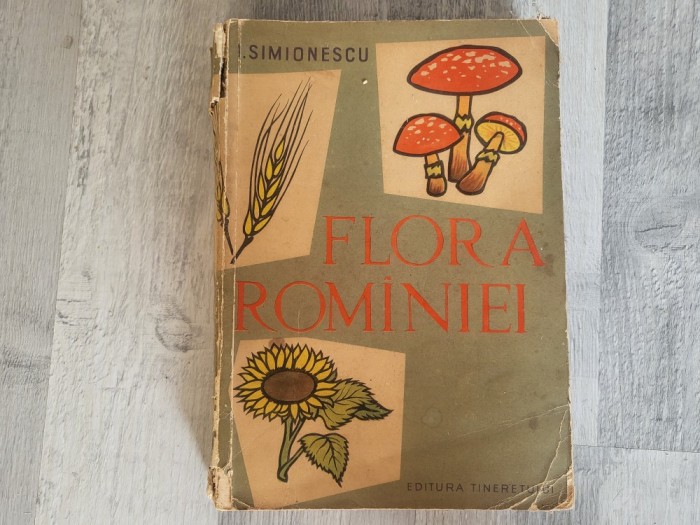 I.SIMIONESCU
FLORA
ROMÎNIEI
EDITURA TINERETULUI